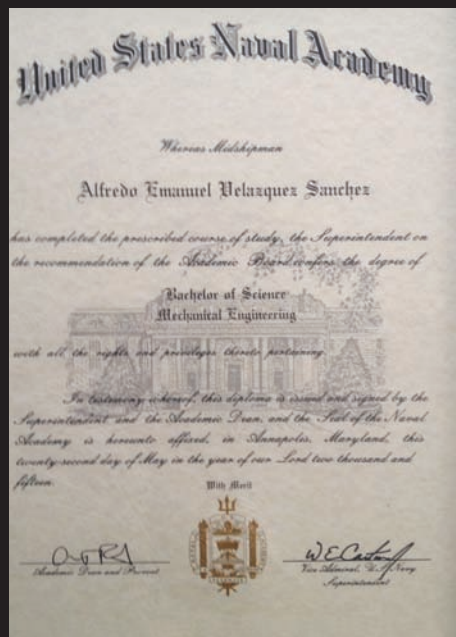 United States Naval Academy
Whereas Midshipman
Alfredo Emanuel Velazquez Sanchez
has completed the prescribed course of study, the Superintendent on
the recommendation of the Academic Board confers the degree of
Bachelor of Science
Mechanical Engineering
with all the rights and privileges thereto pertaining.
In testimony whereof, this diploma is issued and signed by the
Superintendent and the Academic Dean, and the Seal of the Naval
Academy is hereunto affixed, in Annapolis, Maryland, this
twenty-second day of May in the year of our Lord two thousand and
fifteen.
With Merit
Academic Dean and Provost
Vice Admiral, U.S. Navy
Superintendent